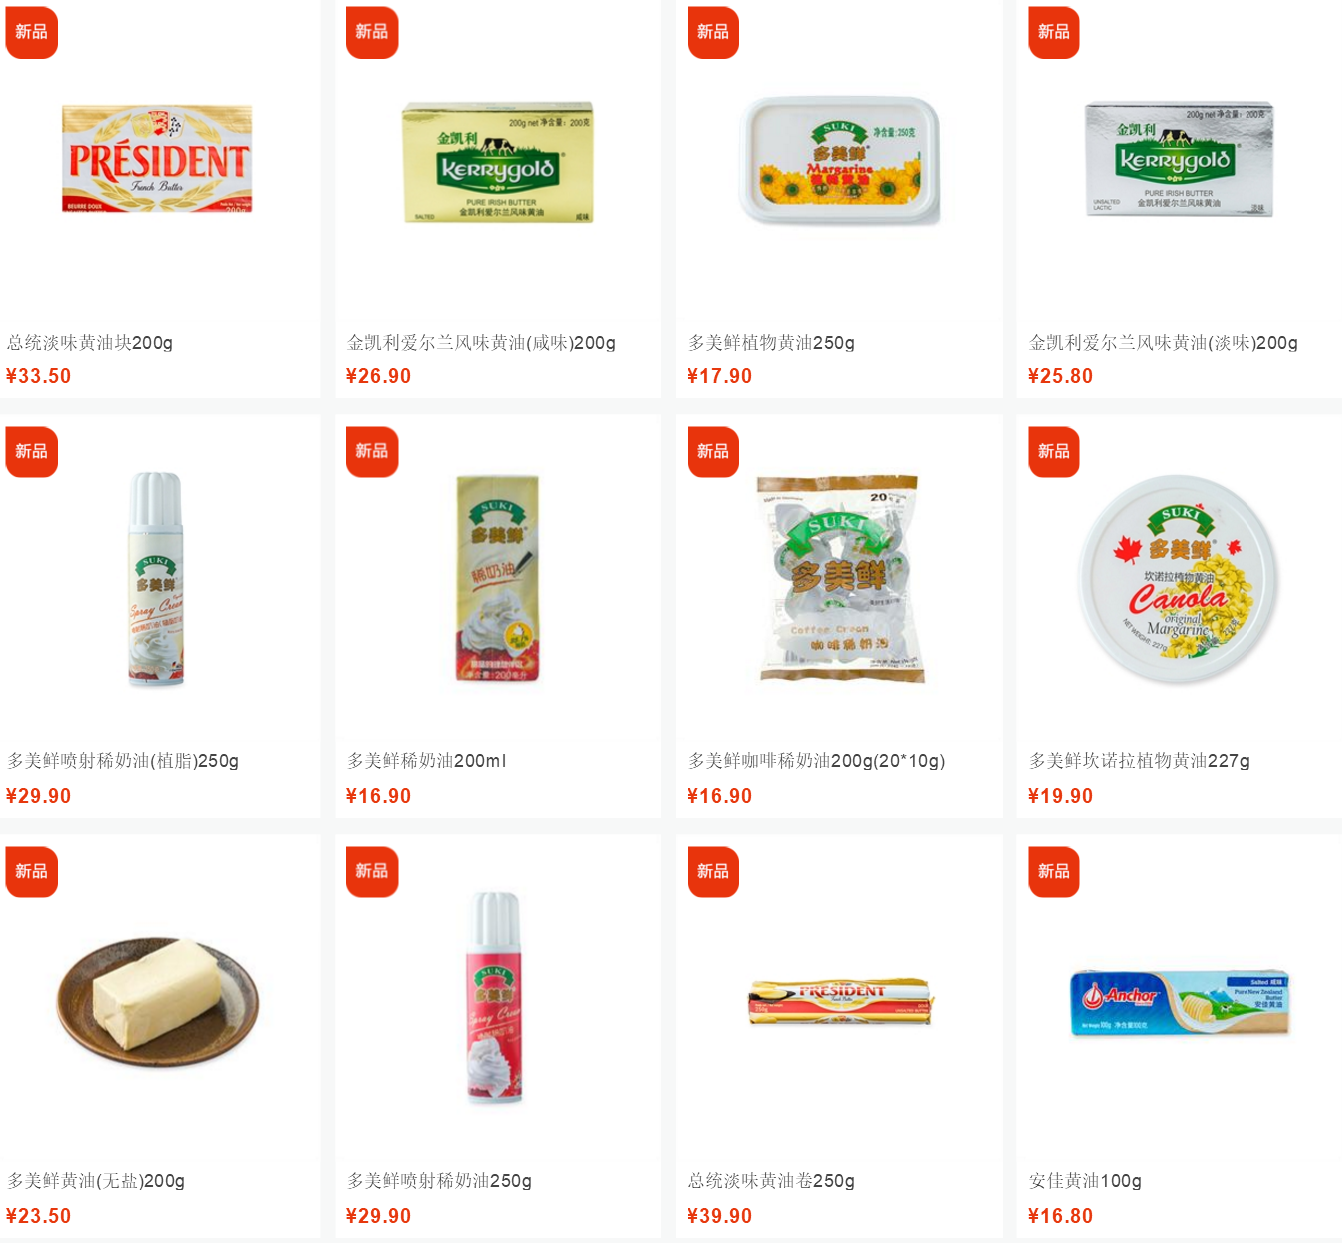 新品
新品
新品
新品
PRÉSIDENT
French Butter
BEURRE DOUX
200g
200g net 净含量：200克
金凯利
Kerrygold
PURE IRISH BUTTER
金凯利爱尔兰风味黄油
SALTED
咸味
SUKI
净含量:250克
多美鲜
Margarine
200g net 净含量：200克
金凯利
Kerrygold
PURE IRISH BUTTER
金凯利爱尔兰风味黄油
UNSALTED
LACTIC
淡味
总统淡味黄油块200g
金凯利爱尔兰风味黄油(咸味)200g
多美鲜植物黄油250g
金凯利爱尔兰风味黄油(淡味)200g
¥33.50
¥26.90
¥17.90
¥25.80
新品
新品
新品
新品
SUKI
多美鲜
Spray Cream
SUKI
多美鲜
稀奶油
净含量:200毫升
20
SUKI
多美鲜
Coffee Cream
咖啡稀奶油
SUKI
多美鲜
坎诺拉植物黄油
Canola
original
Margarine
NET WEIGHT: 227g
多美鲜喷射稀奶油(植脂)250g
多美鲜稀奶油200ml
多美鲜咖啡稀奶油200g(20*10g)
多美鲜坎诺拉植物黄油227g
¥29.90
¥16.90
¥16.90
¥19.90
新品
新品
新品
新品
SUKI
多美鲜
Spray Cream
PRÉSIDENT
250g
Anchor
Salted 咸味
Pure New Zealand
Butter
安佳黄油
Net Weight 100g 净含量100克
多美鲜黄油(无盐)200g
多美鲜喷射稀奶油250g
总统淡味黄油卷250g
安佳黄油100g
¥23.50
¥29.90
¥39.90
¥16.80